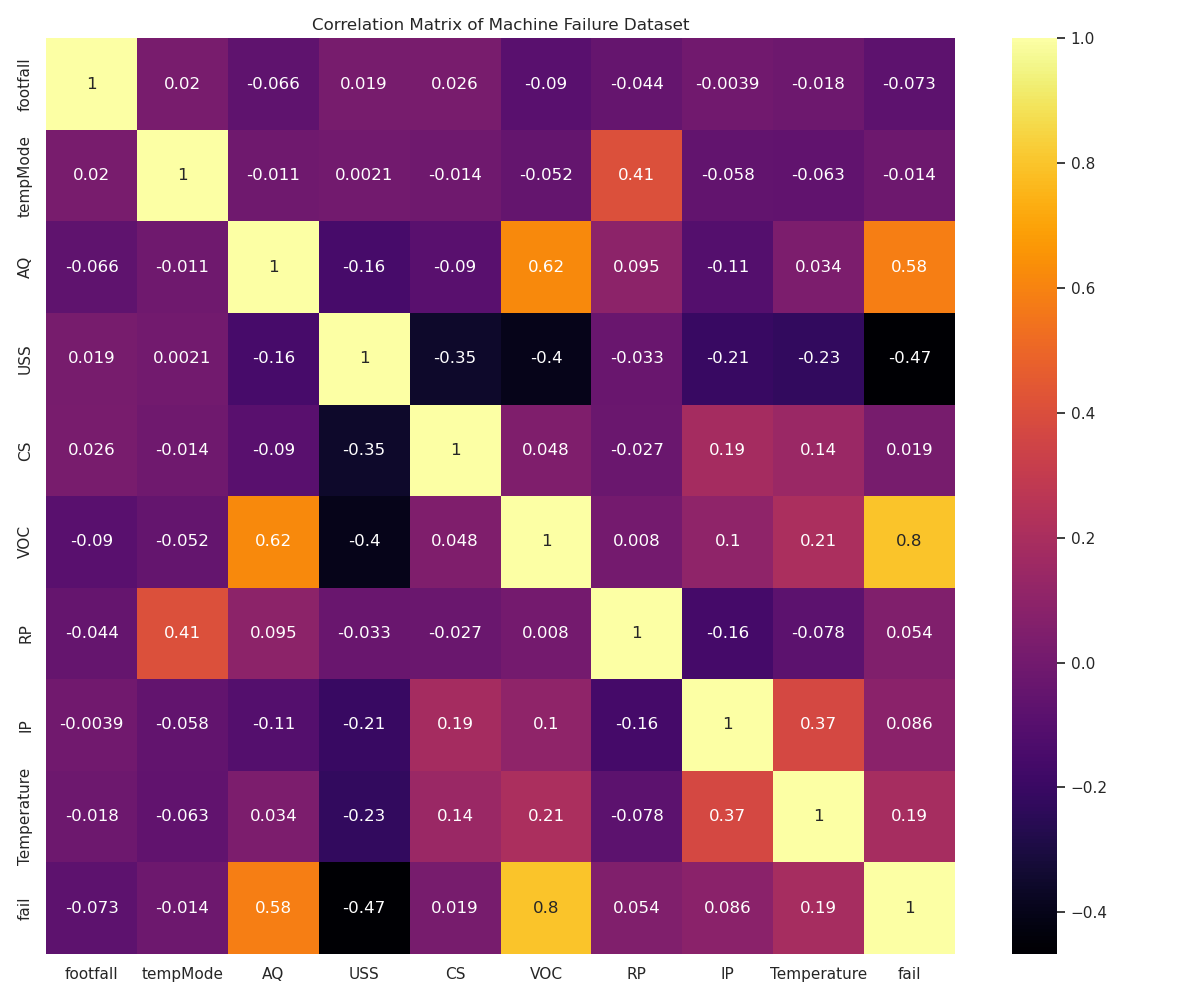 Correlation Matrix of Machine Failure Dataset
footfall 1 0.02 -0.066 0.019 0.026 -0.09 -0.044 -0.0039 -0.018 -0.073
tempMode 0.02 1 -0.011 0.0021 -0.014 -0.052 0.41 -0.058 -0.063 -0.014
AQ -0.066 -0.011 1 -0.16 -0.09 0.62 0.095 -0.11 0.034 0.58
USS 0.019 0.0021 -0.16 1 -0.35 -0.4 -0.033 -0.21 -0.23 -0.47
CS 0.026 -0.014 -0.09 -0.35 1 0.048 -0.027 0.19 0.14 0.019
VOC -0.09 -0.052 0.62 -0.4 0.048 1 0.008 0.1 0.21 0.8
RP -0.044 0.41 0.095 -0.033 -0.027 0.008 1 -0.16 -0.078 0.054
IP -0.0039 -0.058 -0.11 -0.21 0.19 0.1 -0.16 1 0.37 0.086
Temperature -0.018 -0.063 0.034 -0.23 0.14 0.21 -0.078 0.37 1 0.19
fail -0.073 -0.014 0.58 -0.47 0.019 0.8 0.054 0.086 0.19 1
footfall tempMode AQ USS CS VOC RP IP Temperature fail
1.0
0.8
0.6
0.4
0.2
0.0
−0.2
−0.4